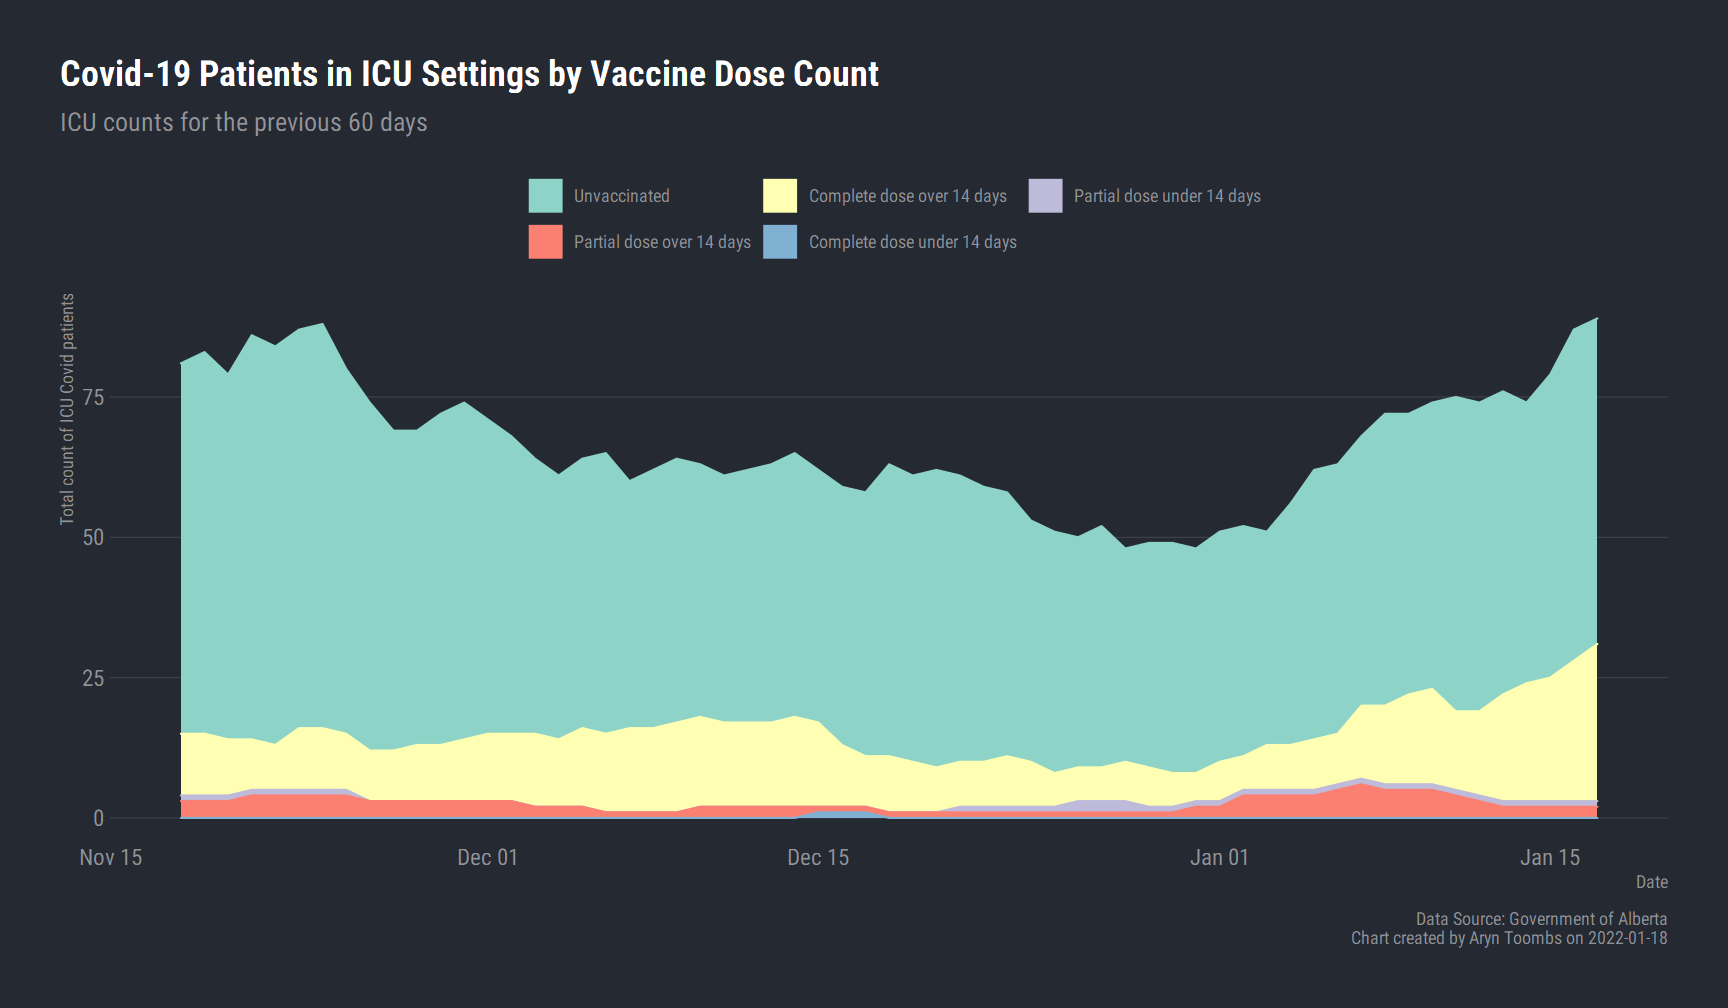 Covid-19 Patients in ICU Settings by Vaccine Dose Count
ICU counts for the previous 60 days
Unvaccinated
Complete dose over 14 days
Partial dose under 14 days
Partial dose over 14 days
Complete dose under 14 days
Total count of ICU Covid patients
75
50
25
0
Nov 15
Dec 01
Dec 15
Jan 01
Jan 15
Date
Data Source: Government of Alberta
Chart created by Aryn Toombs on 2022-01-18